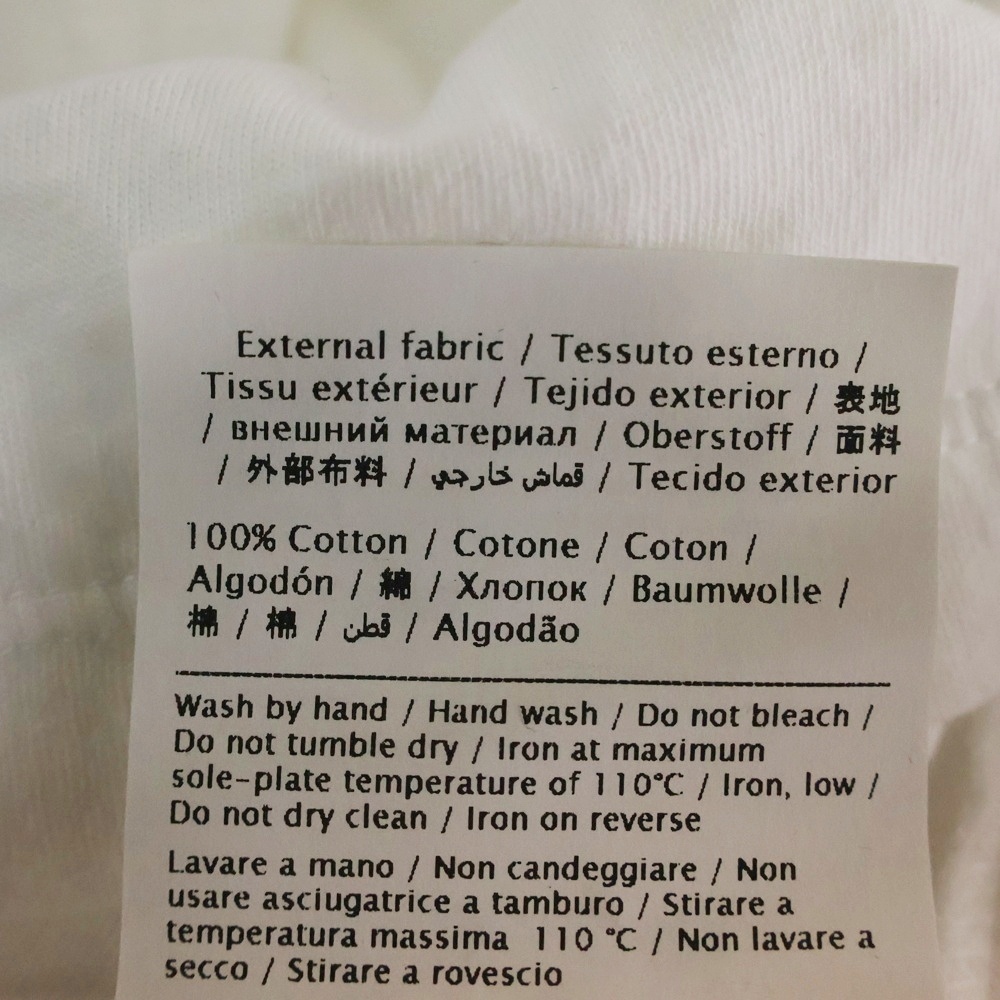 External fabric / Tessuto esterno /
Tissu extérieur / Tejido exterior / 表地
/ внешний материал / Oberstoff / 面料
/ 外部布料 / قماش خارجي / Tecido exterior
100% Cotton / Cotone / Coton /
Algodón / 綿 / Хлопок / Baumwolle /
棉 / 棉 / قطن / Algodão
Wash by hand / Hand wash / Do not bleach /
Do not tumble dry / Iron at maximum
sole-plate temperature of 110°C / Iron, low /
Do not dry clean / Iron on reverse
Lavare a mano / Non candeggiare / Non
usare asciugatrice a tamburo / Stirare a
temperatura massima 110 °C / Non lavare a
secco / Stirare a rovescio